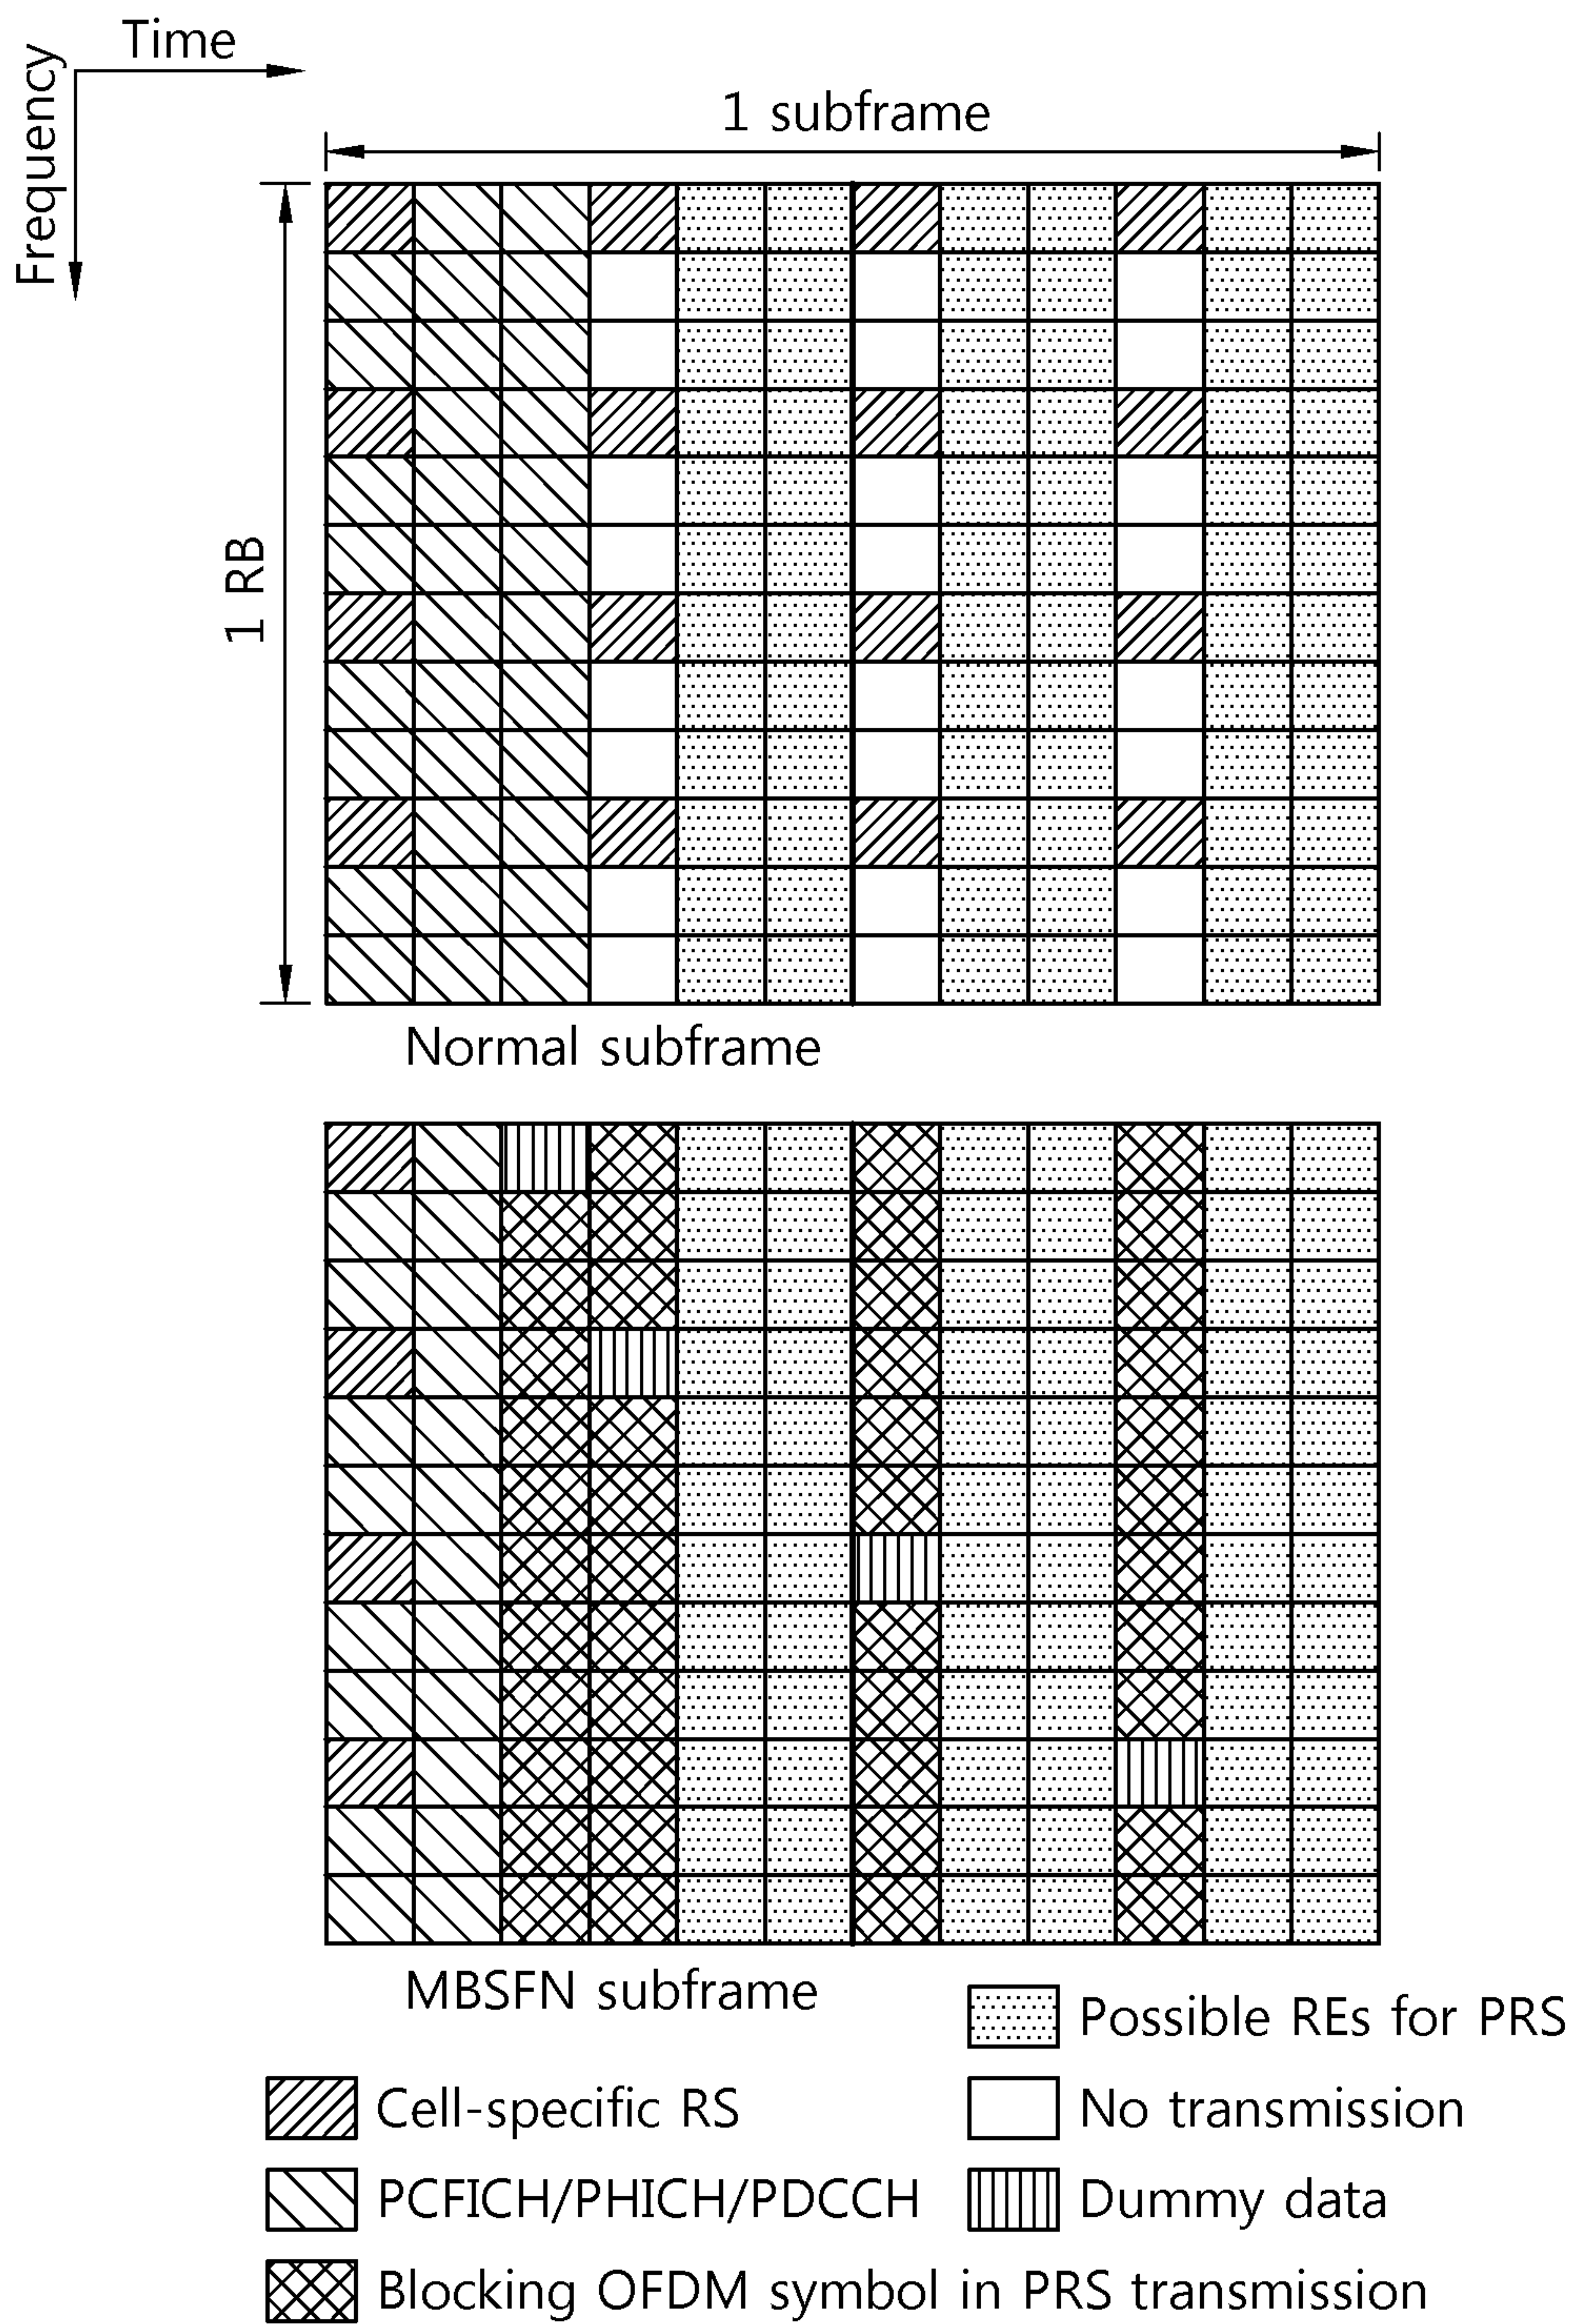 Time
Frequency
1 subframe
1 RB
Normal subframe
MBSFN subframe
Possible REs for PRS
Cell-specific RS
No transmission
PCFICH/PHICH/PDCCH
Dummy data
Blocking OFDM symbol in PRS transmission